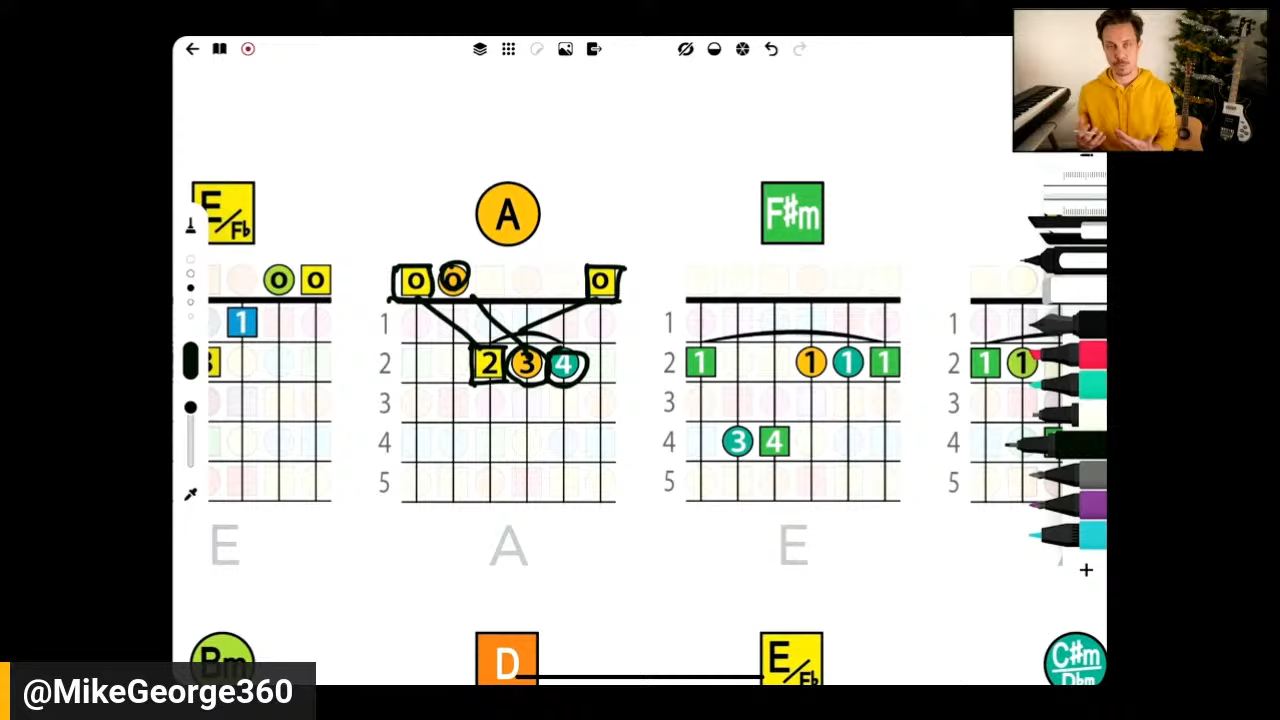 E/Fb A F#m
o o o o o
1 1 1 1
2 2 3 4 2 1 1 1 1 2 1 1
3 3 3
4 4 3 4 4
5 5 5
E A E
Bm D E/Fb C#m
Dbm
@MikeGeorge360